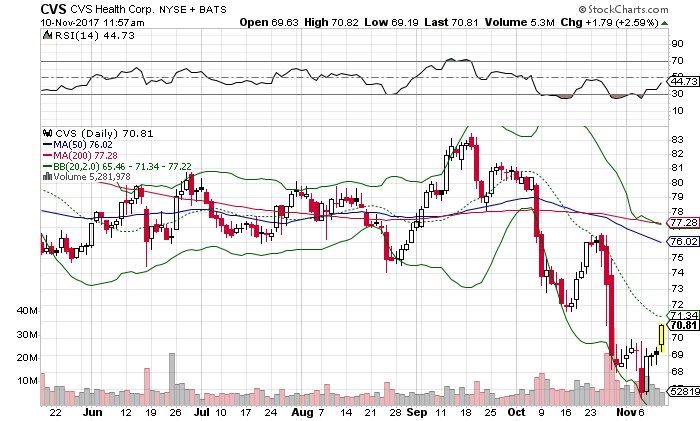 CVS CVS Health Corp. NYSE + BATS © StockCharts.com
10-Nov-2017 11:57am Open 69.63 High 70.82 Low 69.19 Last 70.81 Volume 5.3M Chg +1.79 (+2.59%)
RSI(14) 44.73
90
70
50
44.73
30
10
CVS (Daily) 70.81
MA(50) 76.02
MA(200) 77.28
BB(20,2.0) 65.46 - 71.34 - 77.22
Volume 5,281,978
83
82
81
80
79
78
77.28
76.02
75
74
73
72
71.34
70.81
70
69
68
67
52819
40M
30M
20M
10M
22 Jun 12 19 26 Jul 10 17 24 Aug 7 14 21 28 Sep 11 18 25 Oct 9 16 23 Nov 6